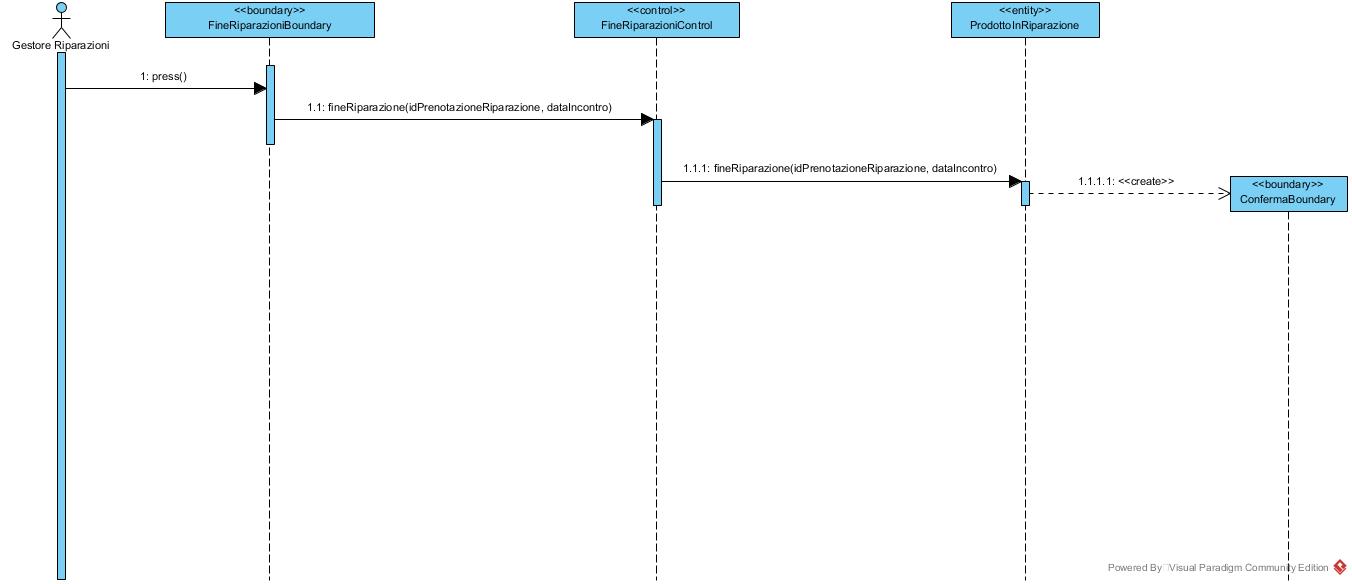 Gestore Riparazioni
<<boundary>>
FineRiparazioniBoundary
<<control>>
FineRiparazioniControl
<<entity>>
ProdottoInRiparazione
1: press()
1.1: fineRiparazione(idPrenotazioneRiparazione, dataIncontro)
1.1.1: fineRiparazione(idPrenotazioneRiparazione, dataIncontro)
1.1.1.1: <<create>>
<<boundary>>
ConfermaBoundary
Powered By Visual Paradigm Community Edition